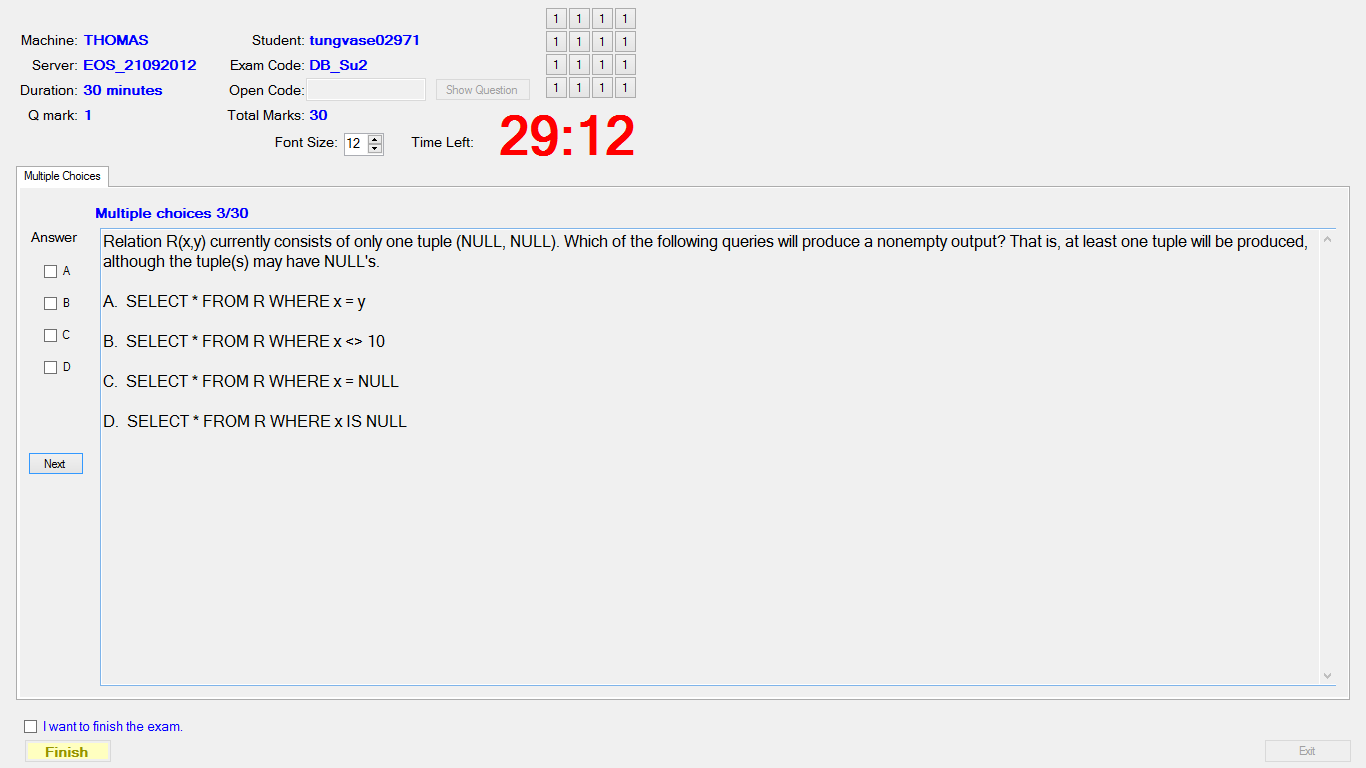 Machine: THOMAS Student: tungvase02971
Server: EOS_21092012 Exam Code: DB_Su2
Duration: 30 minutes Open Code: Show Question
Q mark: 1 Total Marks: 30
1 1 1 1
1 1 1 1
1 1 1 1
1 1 1 1
Font Size: 12 Time Left: 29:12
Multiple Choices
Multiple choices 3/30
Answer
A
B
C
D
Next
Relation R(x,y) currently consists of only one tuple (NULL, NULL). Which of the following queries will produce a nonempty output? That is, at least one tuple will be produced,
although the tuple(s) may have NULL's.
A. SELECT * FROM R WHERE x = y
B. SELECT * FROM R WHERE x <> 10
C. SELECT * FROM R WHERE x = NULL
D. SELECT * FROM R WHERE x IS NULL
I want to finish the exam.
Finish Exit